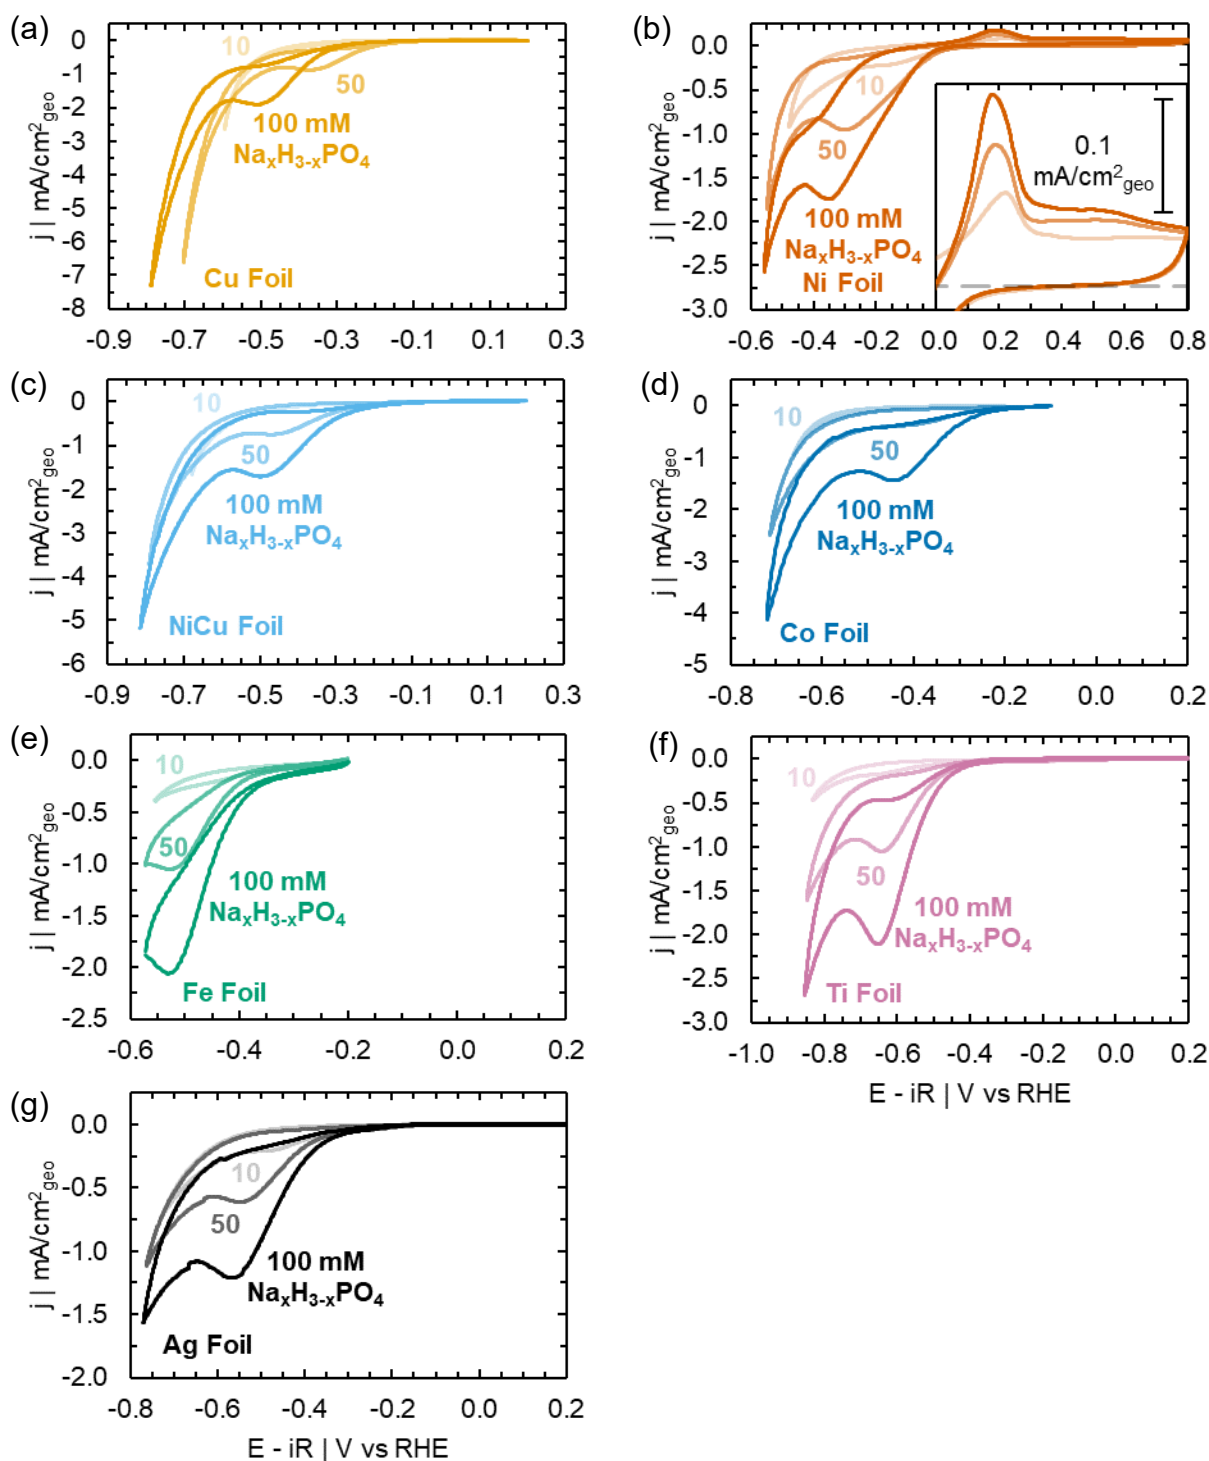 (a)
0
-1
-2
-3
-4
-5
-6
-7
-8
j | mA/cm²geo
10
50
100 mM
NaxH3-xPO4
Cu Foil
-0.9 -0.7 -0.5 -0.3 -0.1 0.1 0.3
(b)
0.0
-0.5
-1.0
-1.5
-2.0
-2.5
-3.0
j | mA/cm²geo
10
50
100 mM
NaxH3-xPO4
Ni Foil
0.1
mA/cm²geo
-0.6 -0.4 -0.2 0.0 0.2 0.4 0.6 0.8
(c)
0
-1
-2
-3
-4
-5
-6
j | mA/cm²geo
10
50
100 mM
NaxH3-xPO4
NiCu Foil
-0.9 -0.7 -0.5 -0.3 -0.1 0.1 0.3
(d)
0
-1
-2
-3
-4
-5
j | mA/cm²geo
10
50
100 mM
NaxH3-xPO4
Co Foil
-0.8 -0.6 -0.4 -0.2 0.0 0.2
(e)
0.0
-0.5
-1.0
-1.5
-2.0
-2.5
j | mA/cm²geo
10
50
100 mM
NaxH3-xPO4
Fe Foil
-0.6 -0.4 -0.2 0.0 0.2
(f)
0.0
-0.5
-1.0
-1.5
-2.0
-2.5
-3.0
j | mA/cm²geo
10
50
100 mM
NaxH3-xPO4
Ti Foil
-1.0 -0.8 -0.6 -0.4 -0.2 0.0 0.2
E - iR | V vs RHE
(g)
0.0
-0.5
-1.0
-1.5
-2.0
j | mA/cm²geo
10
50
100 mM
NaxH3-xPO4
Ag Foil
-0.8 -0.6 -0.4 -0.2 0.0 0.2
E - iR | V vs RHE